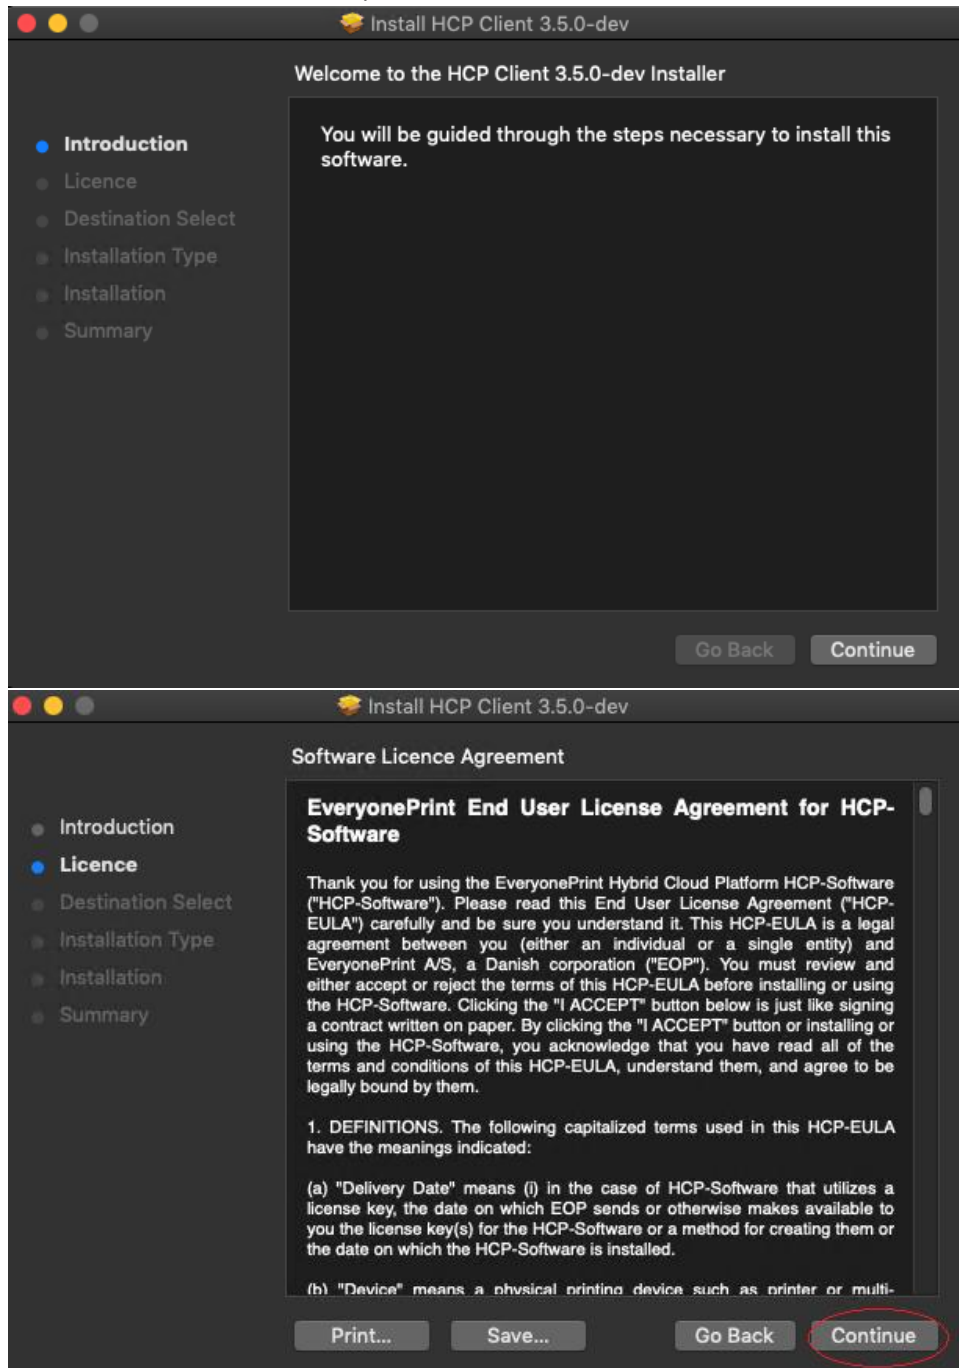 Install HCP Client 3.5.0-dev
Welcome to the HCP Client 3.5.0-dev Installer
Introduction
Licence
Destination Select
Installation Type
Installation
Summary
You will be guided through the steps necessary to install this
software.
Go Back
Continue
Install HCP Client 3.5.0-dev
Software Licence Agreement
Introduction
Licence
Destination Select
Installation Type
Installation
Summary
EveryonePrint End User License Agreement for HCP-
Software
Thank you for using the EveryonePrint Hybrid Cloud Platform HCP-Software
("HCP-Software"). Please read this End User License Agreement ("HCP-
EULA") carefully and be sure you understand it. This HCP-EULA is a legal
agreement between you (either an individual or a single entity) and
EveryonePrint A/S, a Danish corporation ("EOP"). You must review and
either accept or reject the terms of this HCP-EULA before installing or using
the HCP-Software. Clicking the "I ACCEPT" button below is just like signing
a contract written on paper. By clicking the "I ACCEPT" button or installing or
using the HCP-Software, you acknowledge that you have read all of the
terms and conditions of this HCP-EULA, understand them, and agree to be
legally bound by them.
1. DEFINITIONS. The following capitalized terms used in this HCP-EULA
have the meanings indicated:
(a) "Delivery Date" means (i) in the case of HCP-Software that utilizes a
license key, the date on which EOP sends or otherwise makes available to
you the license key(s) for the HCP-Software or a method for creating them or
the date on which the HCP-Software is installed.
(b) "Device" means a physical printing device such as printer or multi-
Print...
Save...
Go Back
Continue